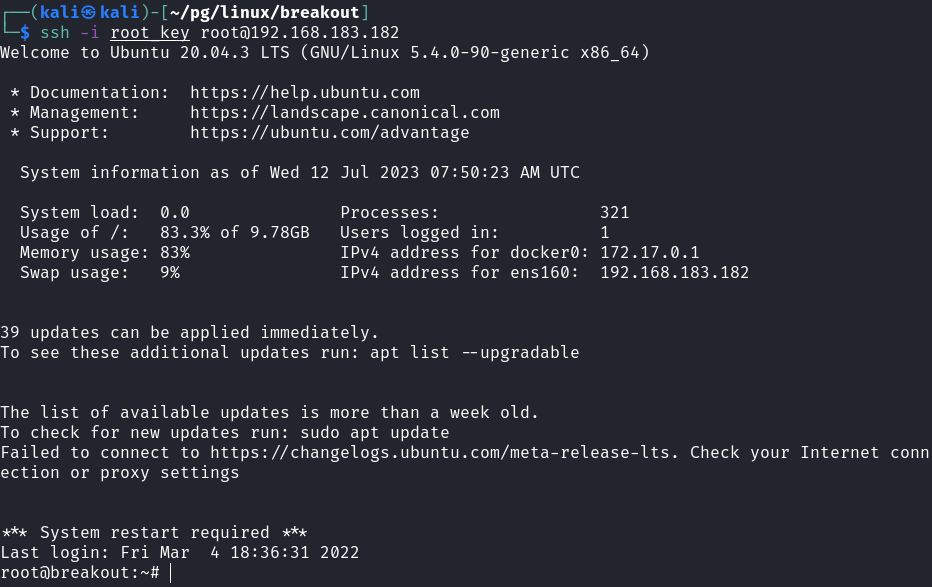 ┌──(kali㉿kali)-[~/pg/linux/breakout]
└─$ ssh -i root_key root@192.168.183.182
Welcome to Ubuntu 20.04.3 LTS (GNU/Linux 5.4.0-90-generic x86_64)
* Documentation:  https://help.ubuntu.com
* Management:     https://landscape.canonical.com
* Support:        https://ubuntu.com/advantage
System information as of Wed 12 Jul 2023 07:50:23 AM UTC
System load:  0.0               Processes:                321
Usage of /:   83.3% of 9.78GB   Users logged in:          1
Memory usage: 83%               IPv4 address for docker0: 172.17.0.1
Swap usage:   9%                IPv4 address for ens160:  192.168.183.182
39 updates can be applied immediately.
To see these additional updates run: apt list --upgradable
The list of available updates is more than a week old.
To check for new updates run: sudo apt update
Failed to connect to https://changelogs.ubuntu.com/meta-release-lts. Check your Internet conn
ection or proxy settings
*** System restart required ***
Last login: Fri Mar  4 18:36:31 2022
root@breakout:~#